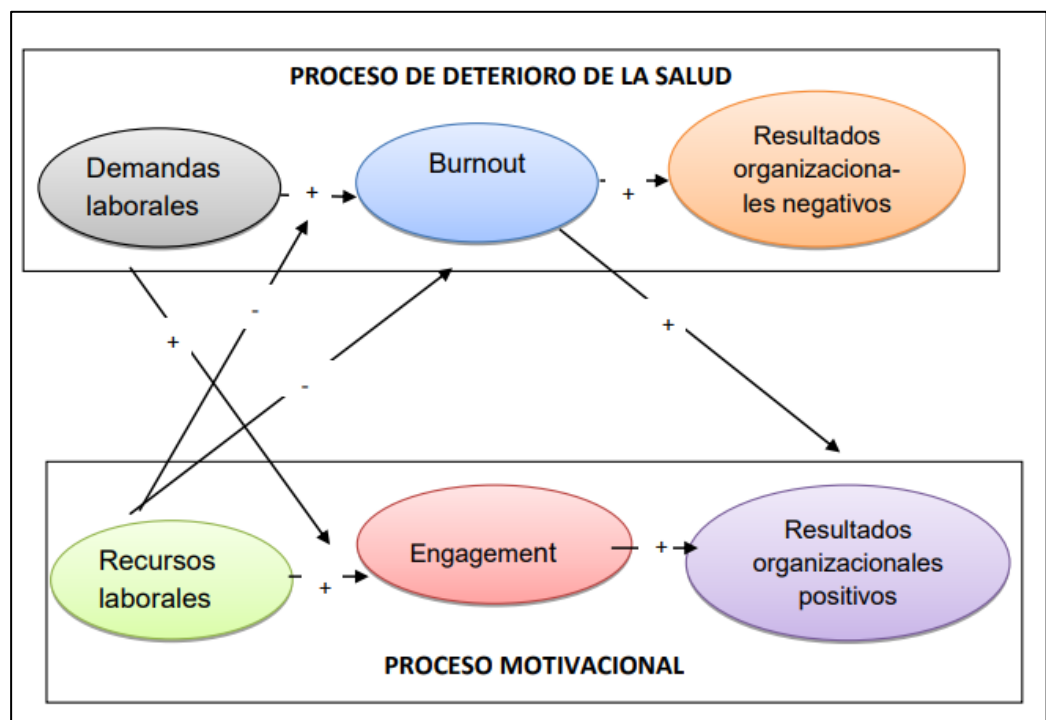 PROCESO DE DETERIORO DE LA SALUD
Demandas
laborales
+
Burnout
+
Resultados
organizaciona-
les negativos
-
+
+
-
Recursos
laborales
+
Engagement
+
Resultados
organizacionales
positivos
PROCESO MOTIVACIONAL